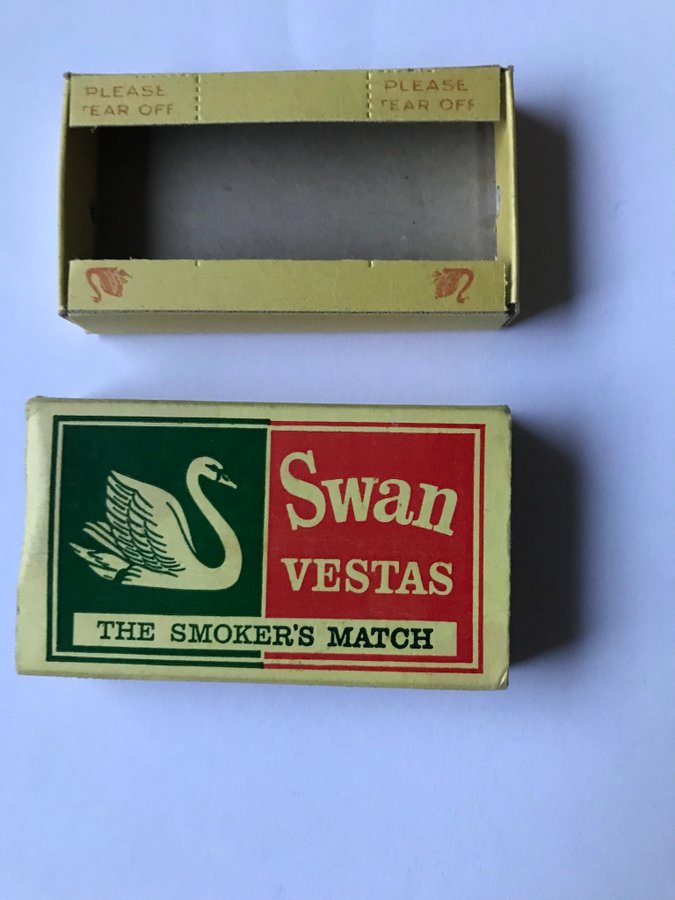 PLEASE
TEAR OFF
PLEASE
TEAR OFF
Swan
VESTAS
THE SMOKER'S MATCH